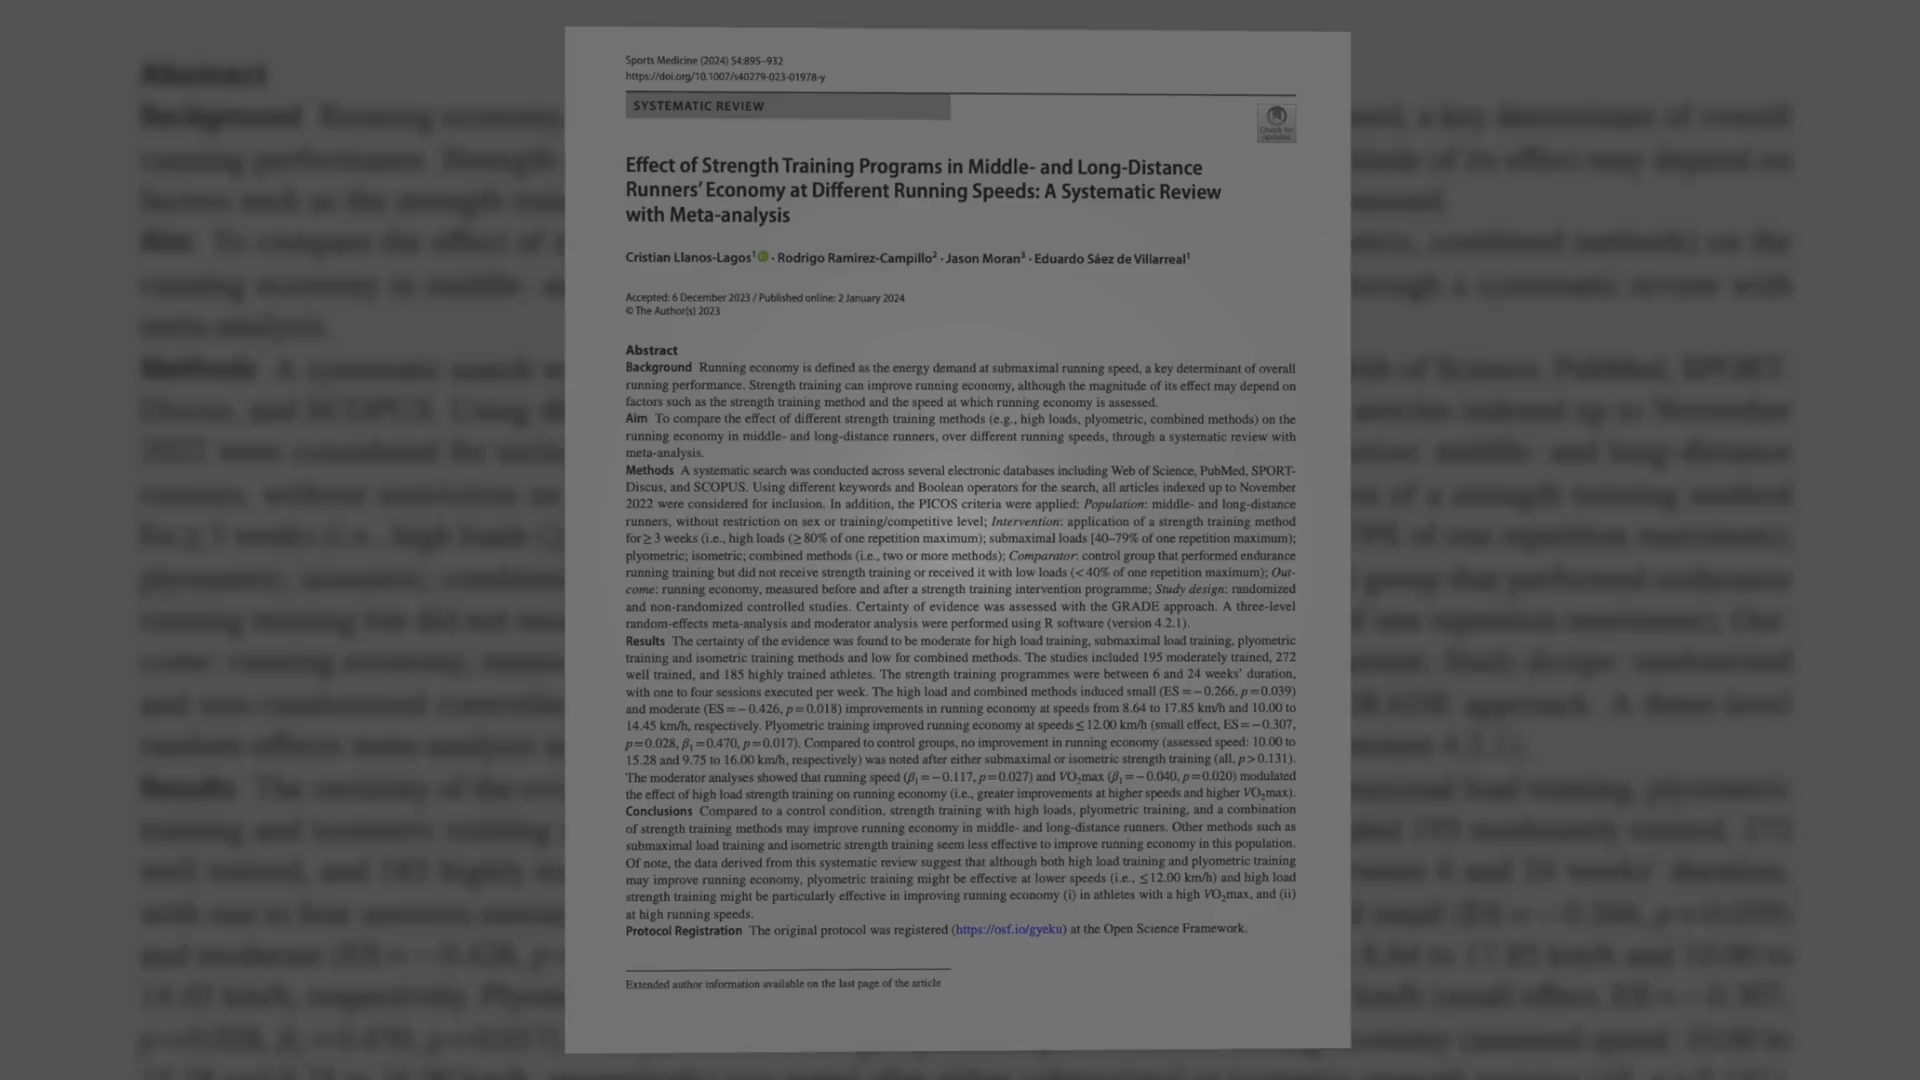 Sports Medicine (2024) 54:895–932
https://doi.org/10.1007/s40279-023-01978-y
SYSTEMATIC REVIEW
Check for
updates
Effect of Strength Training Programs in Middle- and Long-Distance
Runners' Economy at Different Running Speeds: A Systematic Review
with Meta-analysis
Cristian Llanos-Lagos1 · Rodrigo Ramirez-Campillo2 · Jason Moran3 · Eduardo Sáez de Villarreal1
Accepted: 6 December 2023 / Published online: 2 January 2024
© The Author(s) 2023
Abstract
Background Running economy is defined as the energy demand at submaximal running speed, a key determinant of overall
running performance. Strength training can improve running economy, although the magnitude of its effect may depend on
factors such as the strength training method and the speed at which running economy is assessed.
Aim To compare the effect of different strength training methods (e.g., high loads, plyometric, combined methods) on the
running economy in middle- and long-distance runners, over different running speeds, through a systematic review with
meta-analysis.
Methods A systematic search was conducted across several electronic databases including Web of Science, PubMed, SPORT-
Discus, and SCOPUS. Using different keywords and Boolean operators for the search, all articles indexed up to November
2022 were considered for inclusion. In addition, the PICOS criteria were applied: Population: middle- and long-distance
runners, without restriction on sex or training/competitive level; Intervention: application of a strength training method
for ≥ 3 weeks (i.e., high loads (≥ 80% of one repetition maximum); submaximal loads [40–79% of one repetition maximum);
plyometric; isometric; combined methods (i.e., two or more methods); Comparator: control group that performed endurance
running training but did not receive strength training or received it with low loads (< 40% of one repetition maximum); Out-
come: running economy, measured before and after a strength training intervention programme; Study design: randomized
and non-randomized controlled studies. Certainty of evidence was assessed with the GRADE approach. A three-level
random-effects meta-analysis and moderator analysis were performed using R software (version 4.2.1).
Results The certainty of the evidence was found to be moderate for high load training, submaximal load training, plyometric
training and isometric training methods and low for combined methods. The studies included 195 moderately trained, 272
well trained, and 185 highly trained athletes. The strength training programmes were between 6 and 24 weeks' duration,
with one to four sessions executed per week. The high load and combined methods induced small (ES = − 0.266, p = 0.039)
and moderate (ES = − 0.426, p = 0.018) improvements in running economy at speeds from 8.64 to 17.85 km/h and 10.00 to
14.45 km/h, respectively. Plyometric training improved running economy at speeds ≤ 12.00 km/h (small effect, ES = − 0.307,
p = 0.028, β1 = 0.470, p = 0.017). Compared to control groups, no improvement in running economy (assessed speed: 10.00 to
15.28 and 9.75 to 16.00 km/h, respectively) was noted after either submaximal or isometric strength training (all, p > 0.131).
The moderator analyses showed that running speed (β1 = − 0.117, p = 0.027) and VO2max (β1 = − 0.040, p = 0.020) modulated
the effect of high load strength training on running economy (i.e., greater improvements at higher speeds and higher VO2max).
Conclusions Compared to a control condition, strength training with high loads, plyometric training, and a combination
of strength training methods may improve running economy in middle- and long-distance runners. Other methods such as
submaximal load training and isometric strength training seem less effective to improve running economy in this population.
Of note, the data derived from this systematic review suggest that although both high load training and plyometric training
may improve running economy, plyometric training might be effective at lower speeds (i.e., ≤ 12.00 km/h) and high load
strength training might be particularly effective in improving running economy (i) in athletes with a high VO2max, and (ii)
at high running speeds.
Protocol Registration The original protocol was registered (https://osf.io/gyeku) at the Open Science Framework.
Extended author information available on the last page of the article